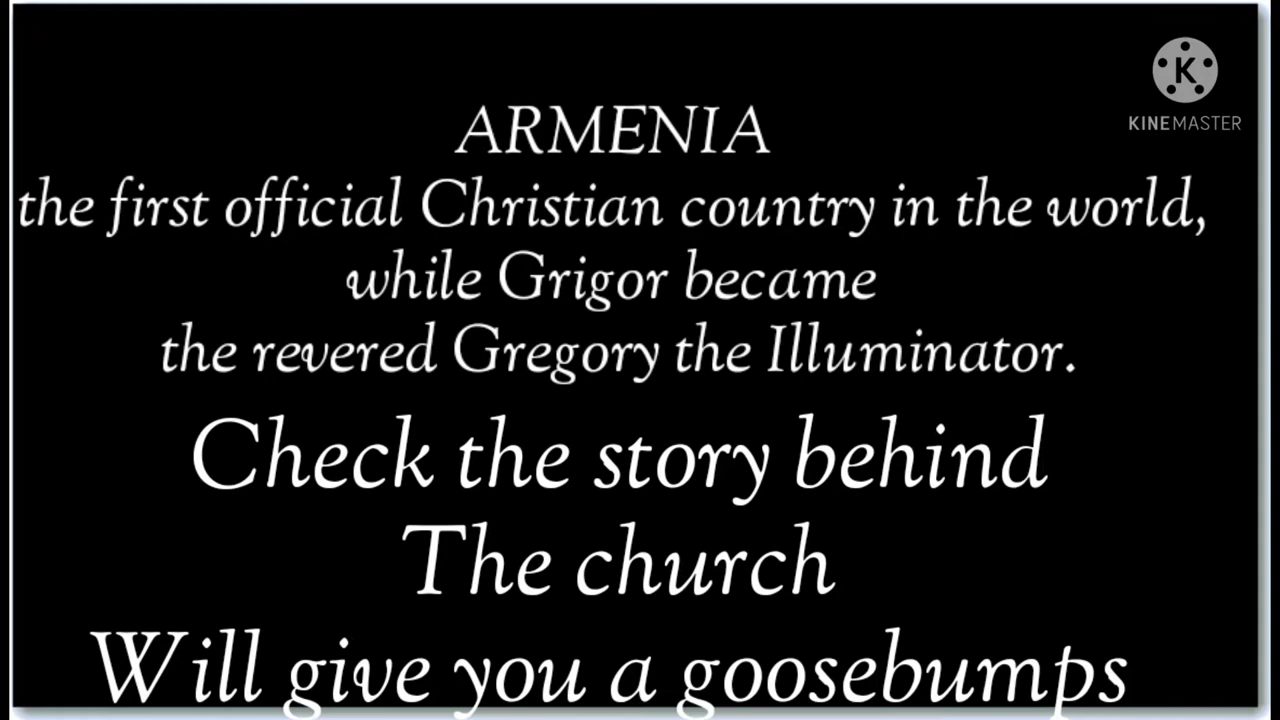 KINEMASTER
ARMENIA
the first official Christian country in the world,
while Grigor became
the revered Gregory the Illuminator.
Check the story behind
The church
Will give you a goosebumps